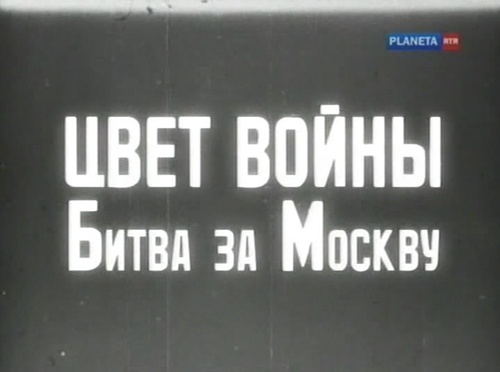 PLANETA RTR
ЦВЕТ ВОЙНЫ
БИТВА ЗА МОСКВУ